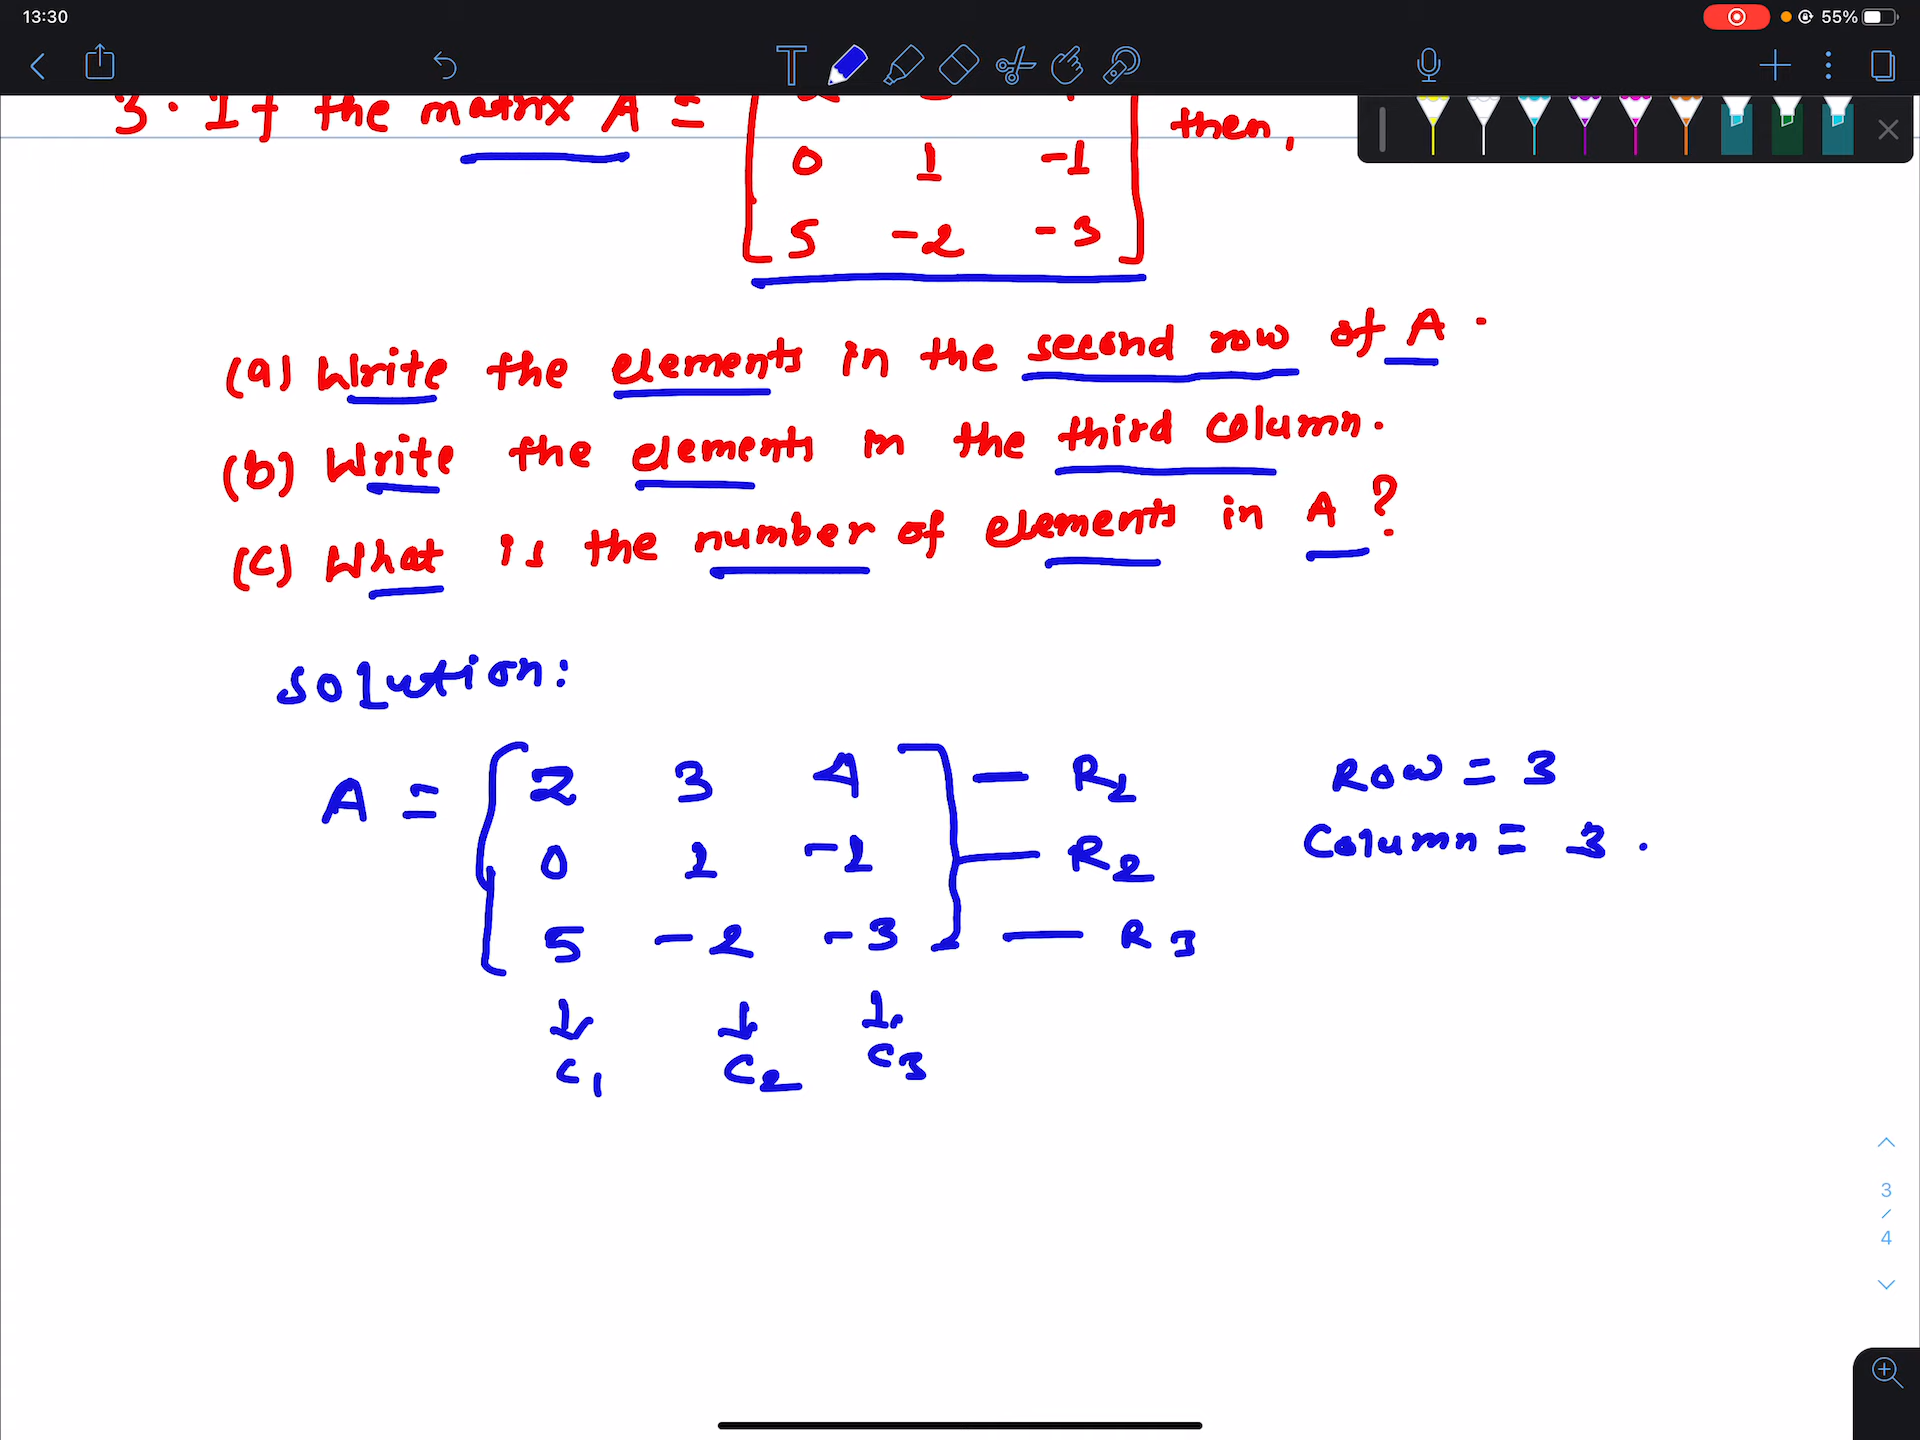 13:30
55%
3. If the matrix A = then,
0 1 -1
5 -2 -3
(a) Write the elements in the second row of A.
(b) Write the elements in the third column.
(c) What is the number of elements in A?
Solution:
A = 2 3 4 — R1 Row = 3
0 1 -1 — R2 Column = 3.
5 -2 -3 — R3
C1 C2 C3
3
/
4